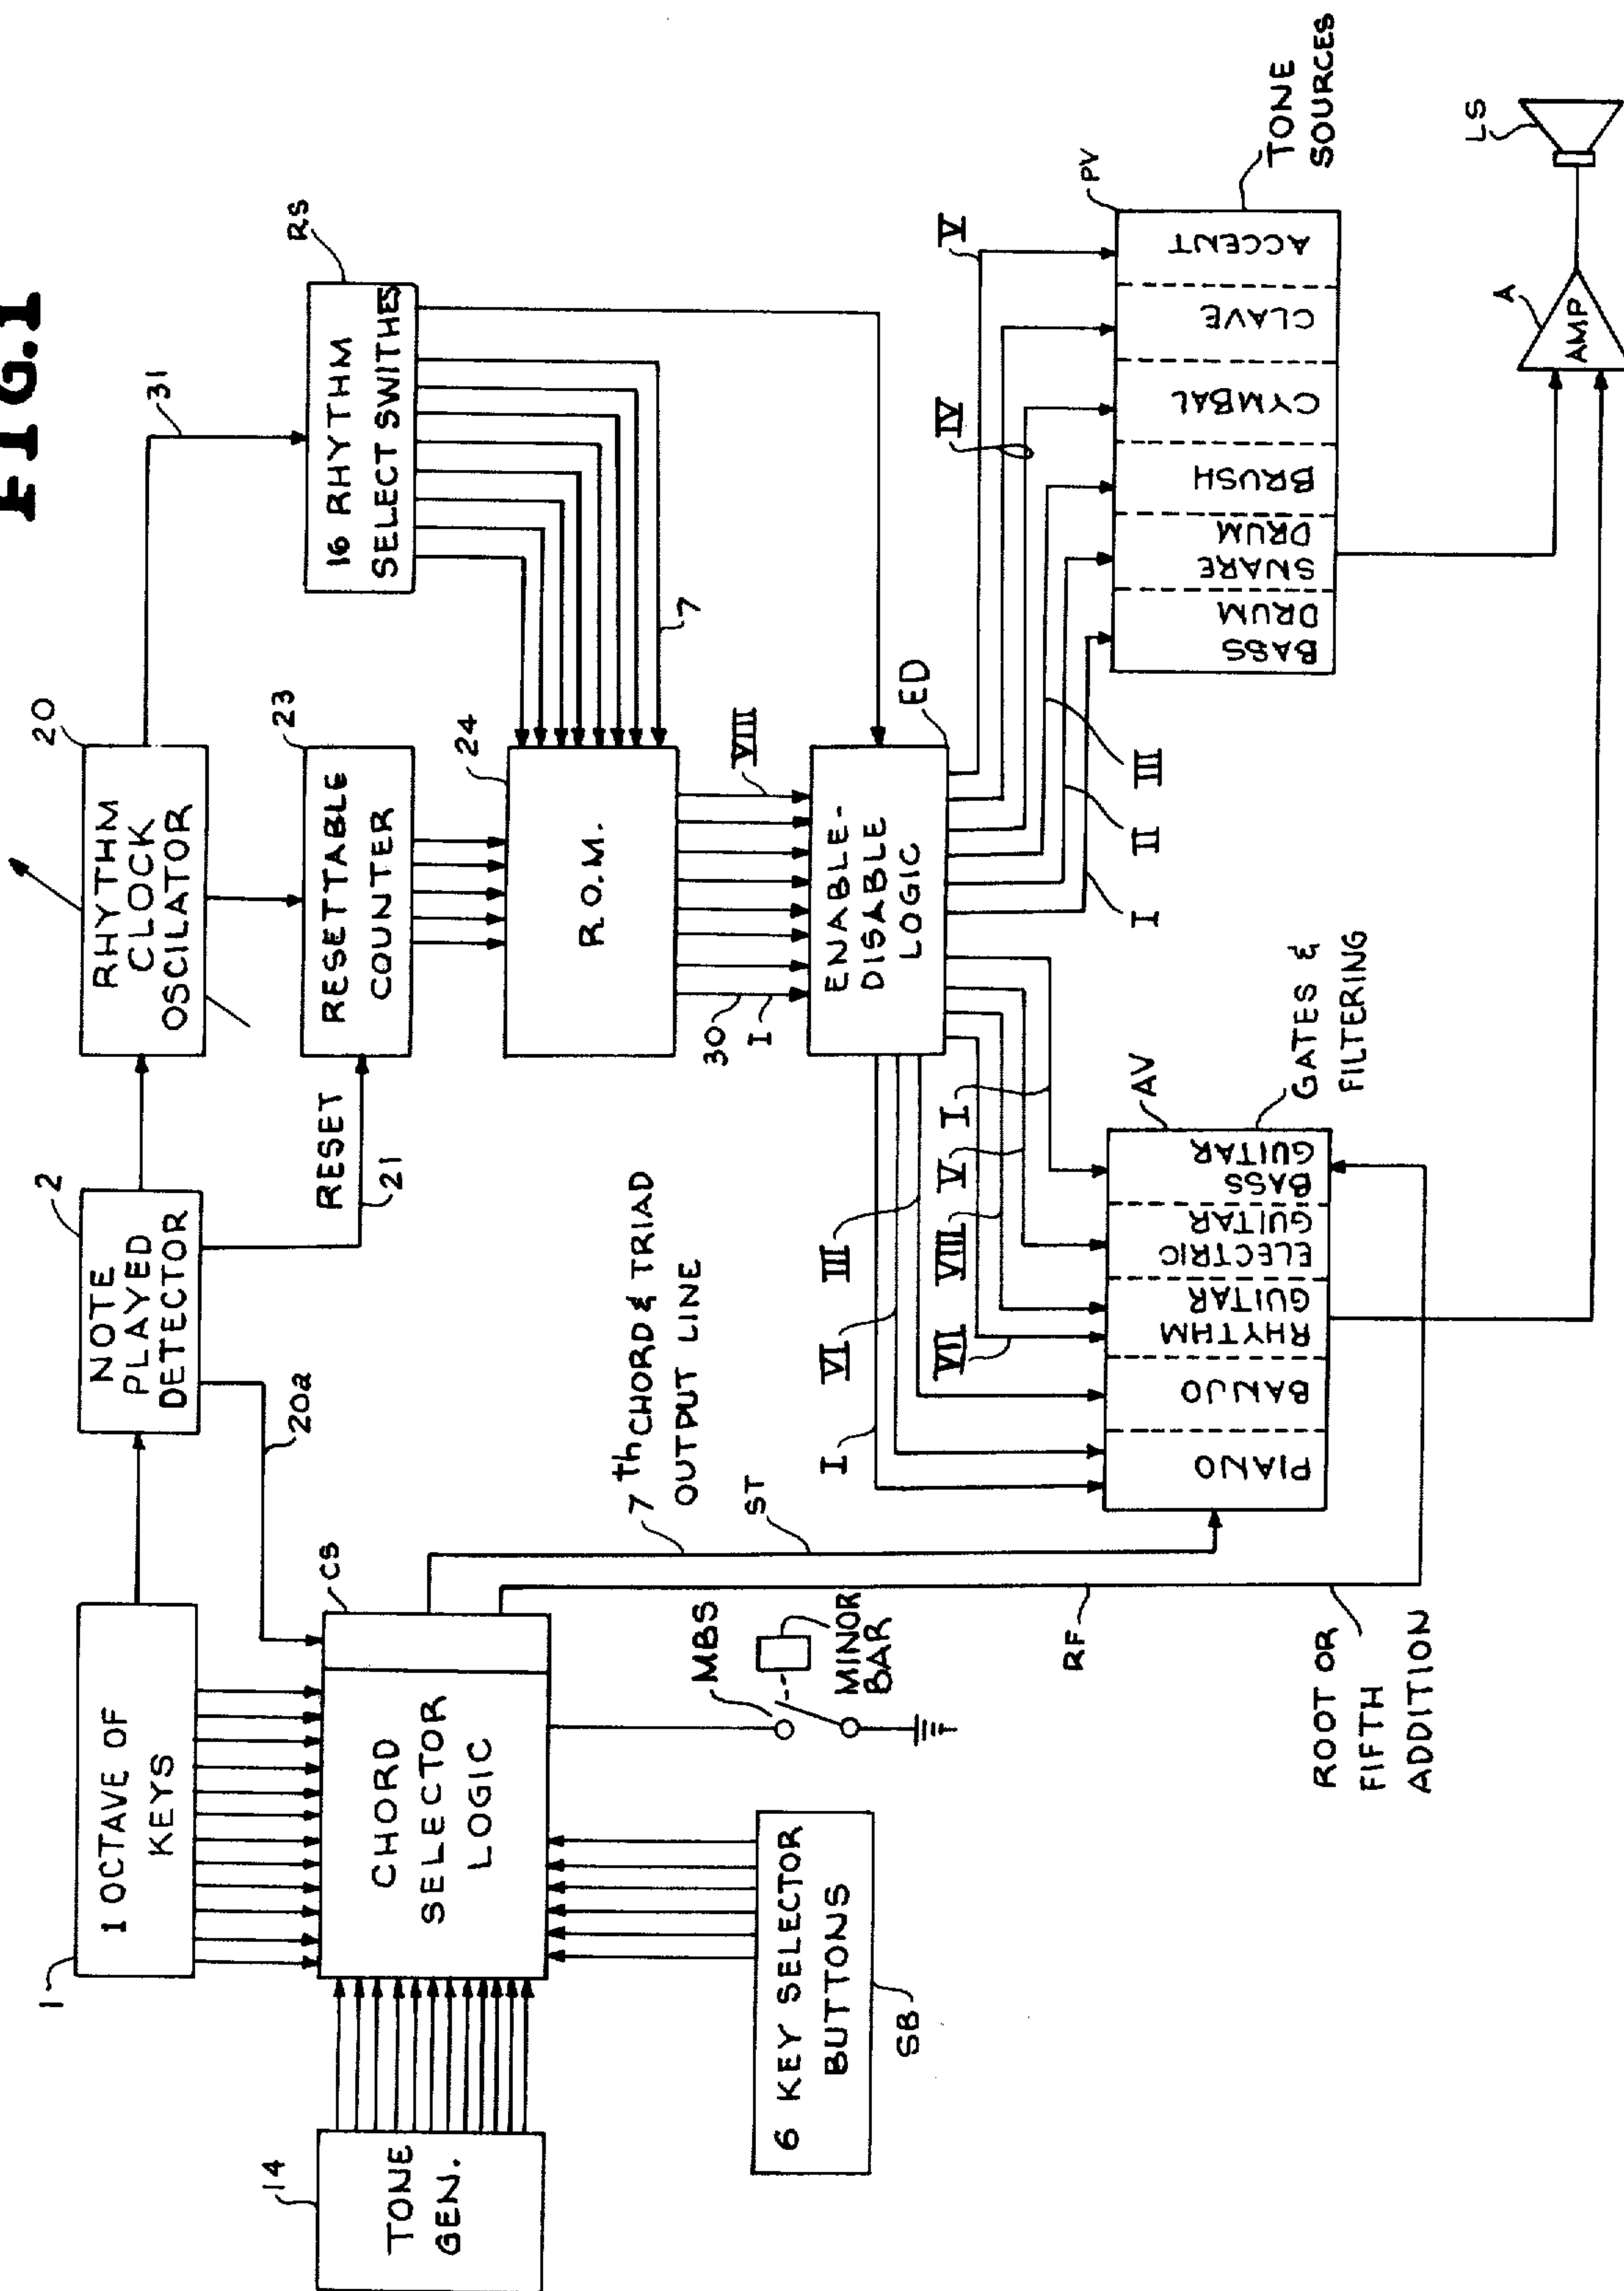 FIG.1
1 OCTAVE OF
KEYS
1
NOTE
PLAYED
DETECTOR
2
RHYTHM
CLOCK
OSCILATOR
20
31
20a
RESET
21
RESETTABLE
COUNTER
23
16 RHYTHM
SELECT SWITHES
RS
TONE
GEN.
14
CHORD
SELECTOR
LOGIC
CS
R.O.M.
24
7
30
I
VIII
6 KEY SELECTOR
BUTTONS
SB
MBS
MINOR
BAR
7th CHORD & TRIAD
OUTPUT LINE
ST
RF
ROOT OR
FIFTH
ADDITION
ENABLE-
DISABLE
LOGIC
ED
I
VI
III
VII
VIII
V
I
I
II
III
IV
V
AV
GATES &
FILTERING
PIANO
BANJO
RHYTHM
GUITAR
ELECTRIC
GUITAR
BASS
GUITAR
PV
TONE
SOURCES
BASS
DRUM
SNARE
DRUM
BRUSH
CYMBAL
CLAVE
ACCENT
A
AMP
LS